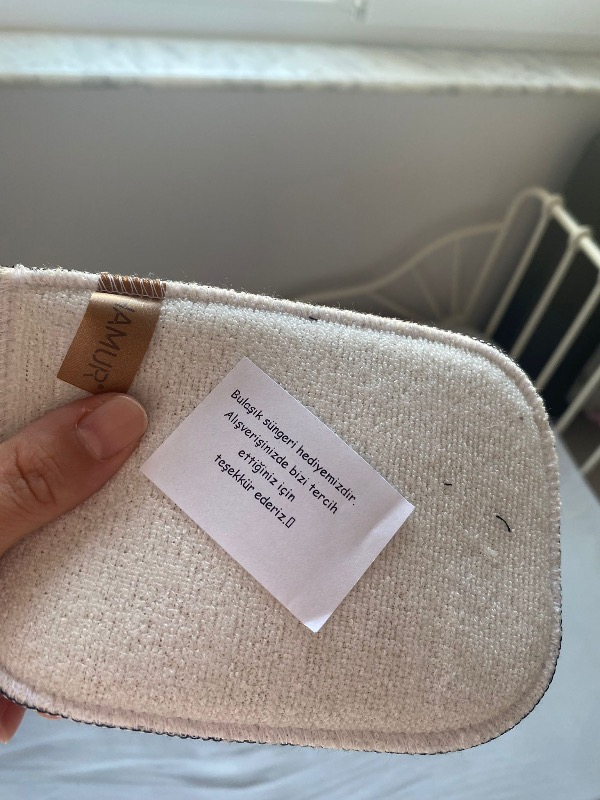 Bulaşık süngeri hediyemizdir.
Alışverişinizde bizi tercih
ettiğiniz için
teşekkür ederiz.